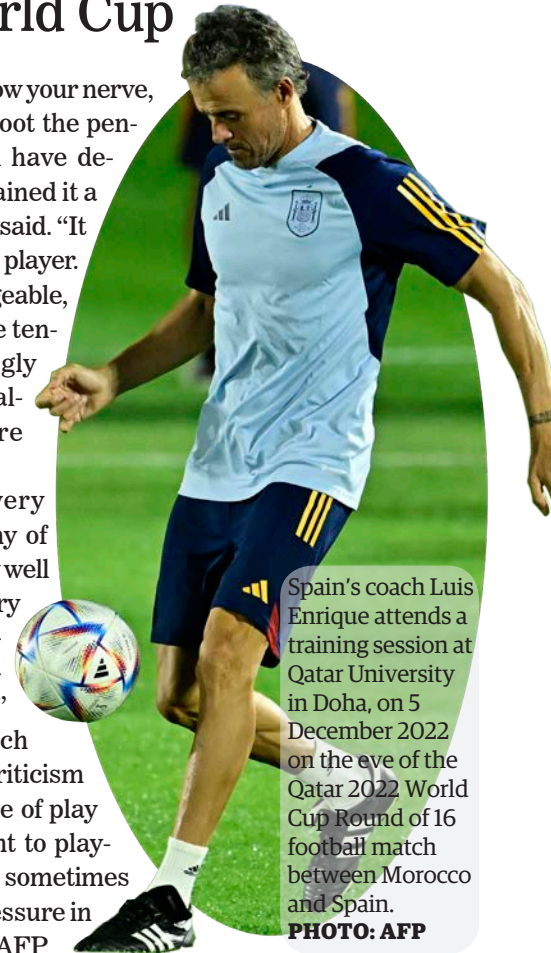 rld Cup
ow your nerve,
oot the pen-
have de-
ained it a
said. “It
player.
geable,
e ten-
gly
al-
re
very
ny of
well
ry
”
ch
riticism
e of play
nt to play-
sometimes
essure in
AFP
Spain’s coach Luis
Enrique attends a
training session at
Qatar University
in Doha, on 5
December 2022
on the eve of the
Qatar 2022 World
Cup Round of 16
football match
between Morocco
and Spain.
PHOTO: AFP